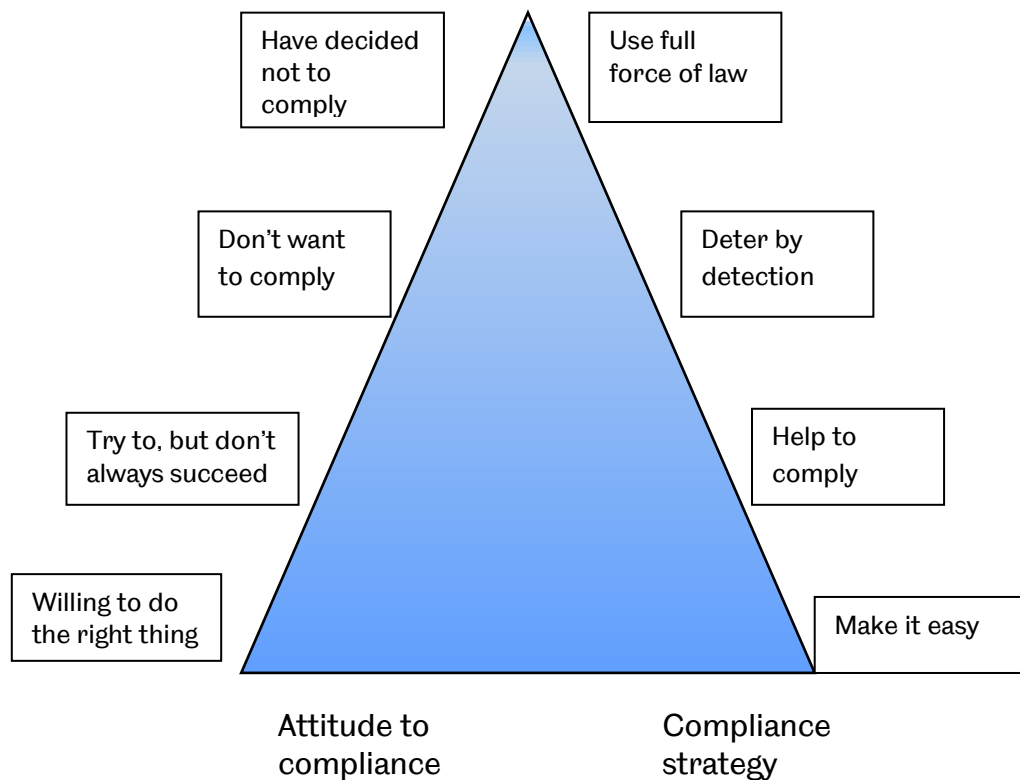 Have decided
not to
comply
Use full
force of law
Don’t want
to comply
Deter by
detection
Try to, but don’t
always succeed
Help to
comply
Willing to do
the right thing
Make it easy
Attitude to
compliance
Compliance
strategy